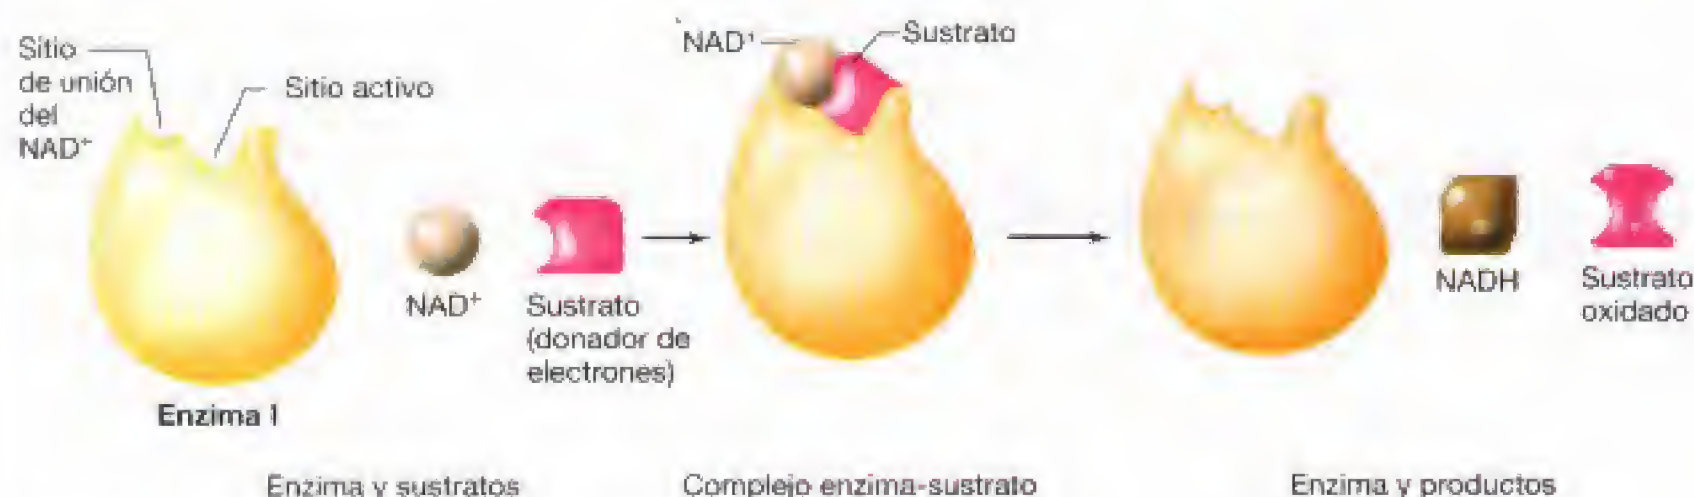 Sitio
de unión
del
NAD⁺
Sitio activo
NAD⁺
Sustrato
(donador de
electrones)
Enzima I
NAD⁺
Sustrato
NADH
Sustrato
oxidado
Enzima y sustratos
Complejo enzima-sustrato
Enzima y productos